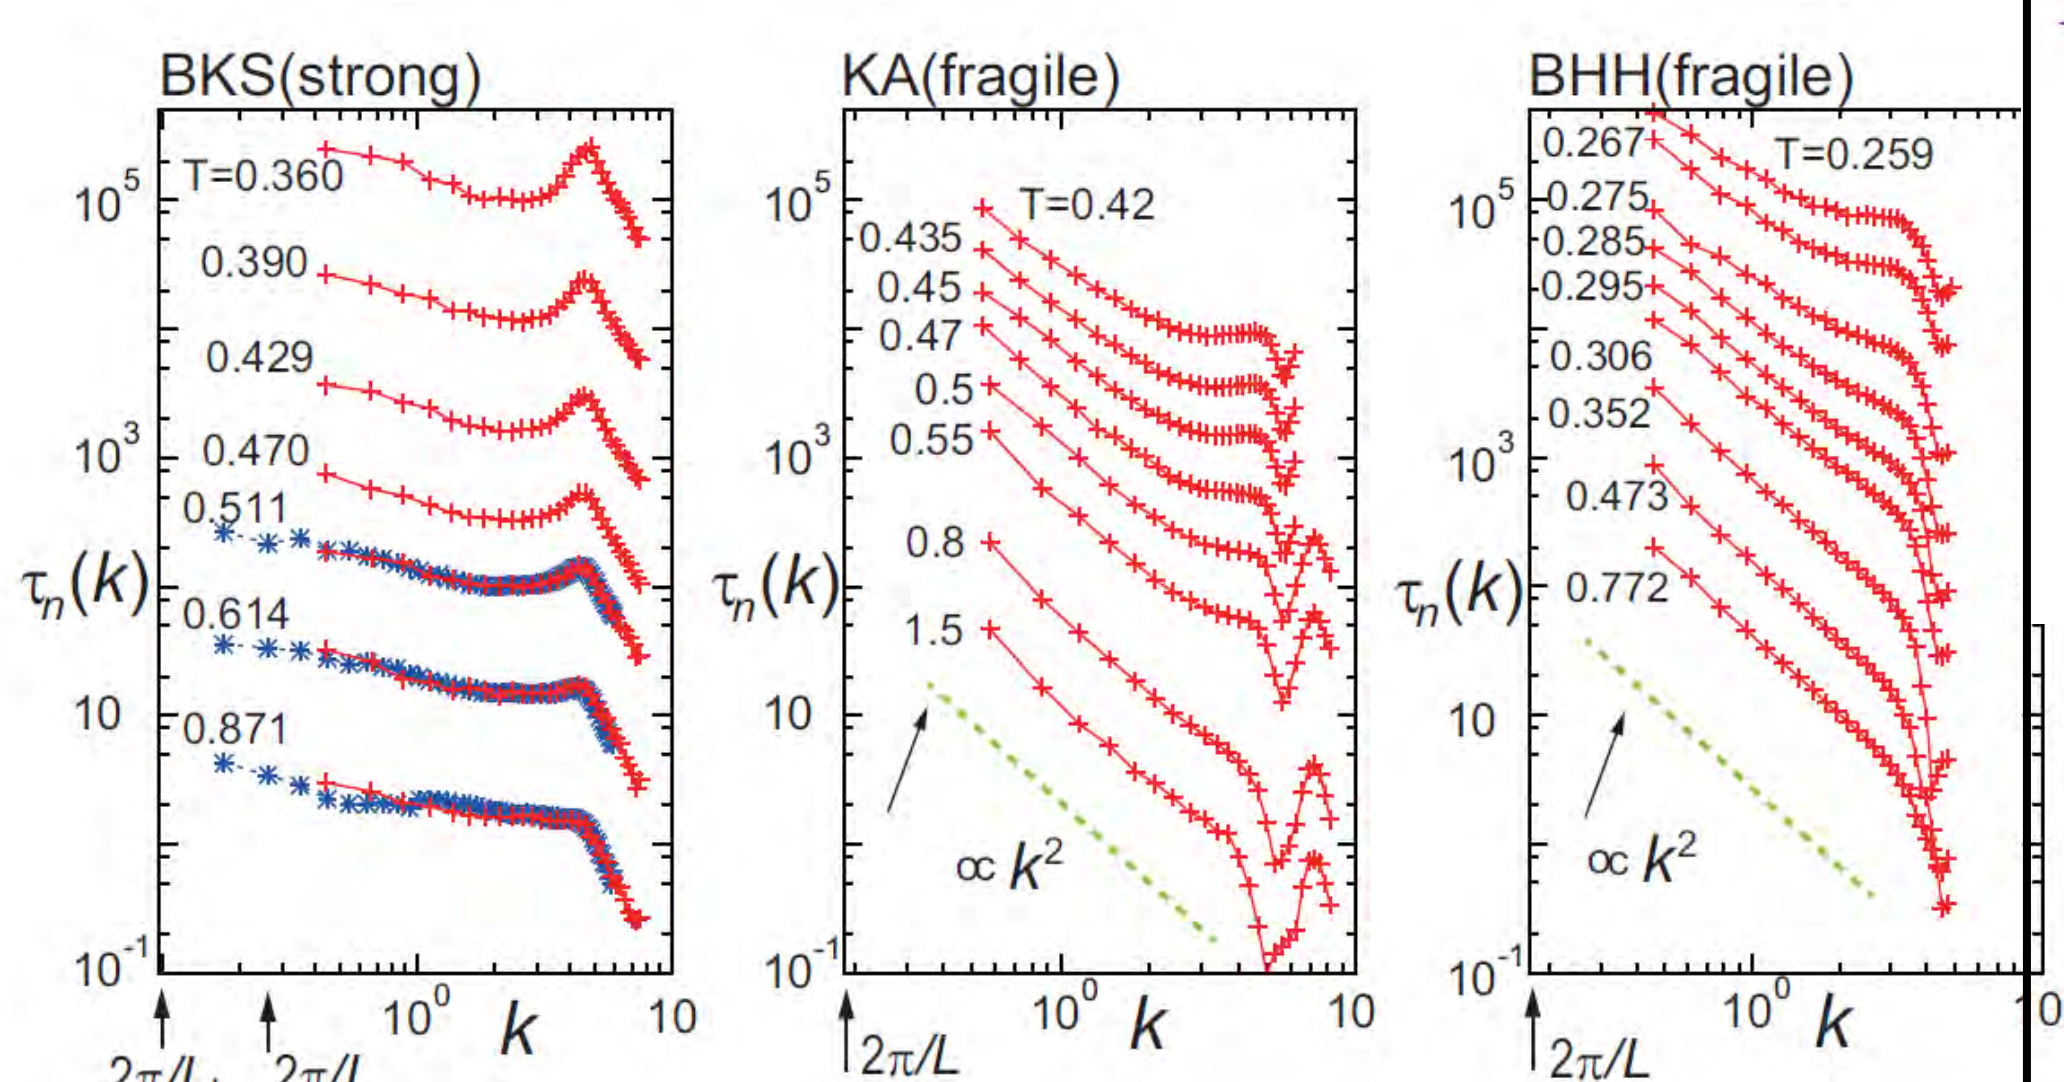 BKS(strong)
T=0.360
0.390
0.429
0.470
0.511
0.614
0.871
10^5
10^3
10
10^-1
τn(k)
10^0
10
k
2π/L
2π/L
KA(fragile)
T=0.42
0.435
0.45
0.47
0.5
0.55
0.8
1.5
∝ k^2
10^5
10^3
10
10^-1
τn(k)
10^0
10
k
2π/L
BHH(fragile)
T=0.259
0.267
0.275
0.285
0.295
0.306
0.352
0.473
0.772
∝ k^2
10^5
10^3
10
10^-1
τn(k)
10^0
10
k
2π/L